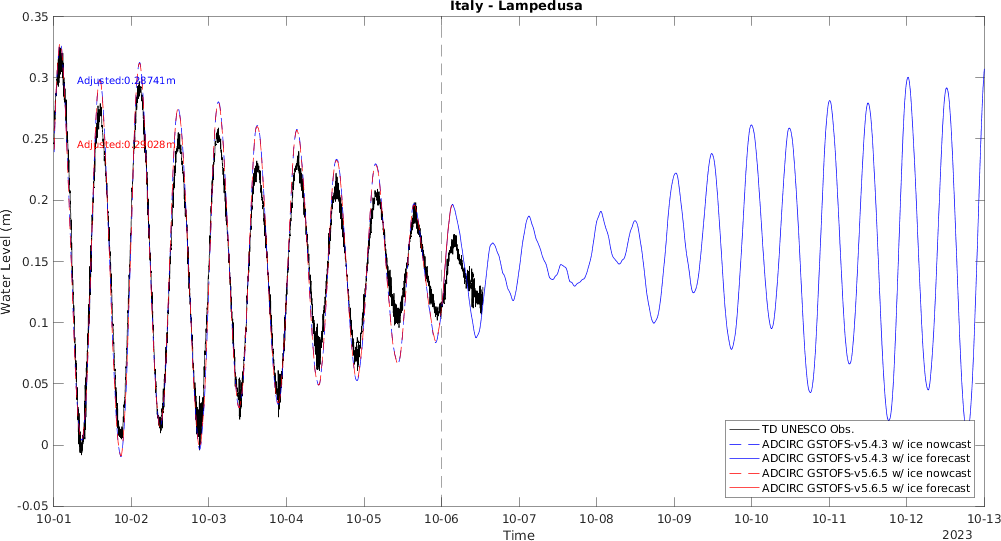 Italy - Lampedusa
0.35
0.3
0.25
0.2
0.15
0.1
0.05
0
-0.05
Water Level (m)
Adjusted:0.28741m
Adjusted:0.29028m
TD UNESCO Obs.
ADCIRC GSTOFS-v5.4.3 w/ ice nowcast
ADCIRC GSTOFS-v5.4.3 w/ ice forecast
ADCIRC GSTOFS-v5.6.5 w/ ice nowcast
ADCIRC GSTOFS-v5.6.5 w/ ice forecast
10-01 10-02 10-03 10-04 10-05 10-06 10-07 10-08 10-09 10-10 10-11 10-12 10-13
Time
2023